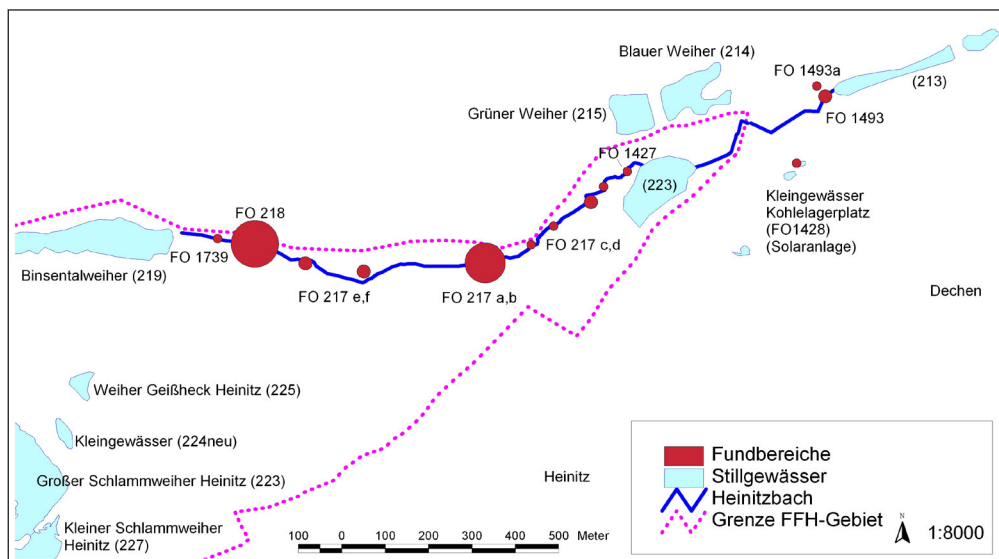 Blauer Weiher (214)
FO 1493a
(213)
Grüner Weiher (215)
FO 1493
FO 1427
(223)
Kleingewässer
Kohlelagerplatz
(FO1428)
(Solaranlage)
FO 218
FO 1739
FO 217 c,d
Binsentalweiher (219)
FO 217 e,f
FO 217 a,b
Dechen
Weiher Geißheck Heinitz (225)
Kleingewässer (224neu)
Großer Schlammweiher Heinitz (223)
Heinitz
Kleiner Schlammweiher
Heinitz (227)
Fundbereiche
Stillgewässer
Heinitzbach
Grenze FFH-Gebiet
N
1:8000
100 0 100 200 300 400 500 Meter